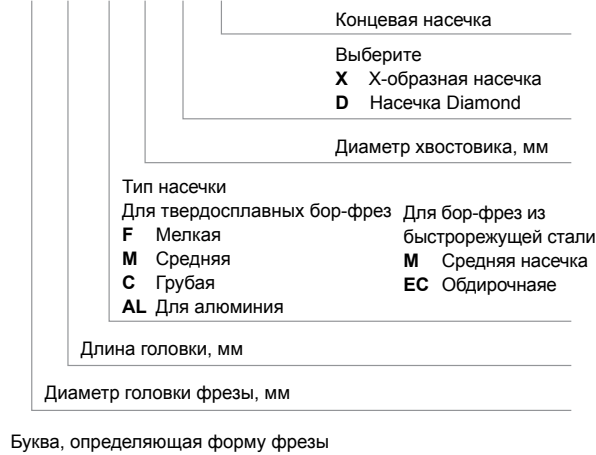 Концевая насечка
Выберите
X X-образная насечка
D Насечка Diamond
Диаметр хвостовика, мм
Тип насечки
Для твердосплавных бор-фрез
F Мелкая
M Средняя
C Грубая
AL Для алюминия
Для бор-фрез из
быстрорежущей стали
M Средняя насечка
EC Обдирочнаяе
Длина головки, мм
Диаметр головки фрезы, мм
Буква, определяющая форму фрезы